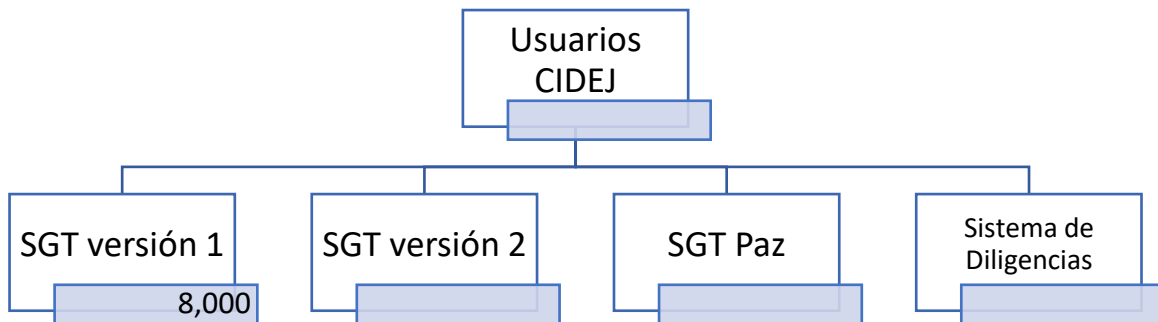 Usuarios
CIDEJ
SGT versión 1
8,000
SGT versión 2
SGT Paz
Sistema de
Diligencias